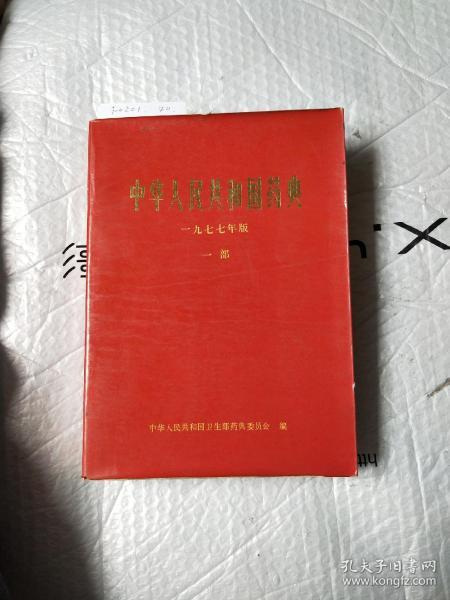 中华人民共和国药典
一九七七年版
一部
中华人民共和国卫生部药典委员会 编
X.
htt
孔夫子旧书网
www.kongfz.com